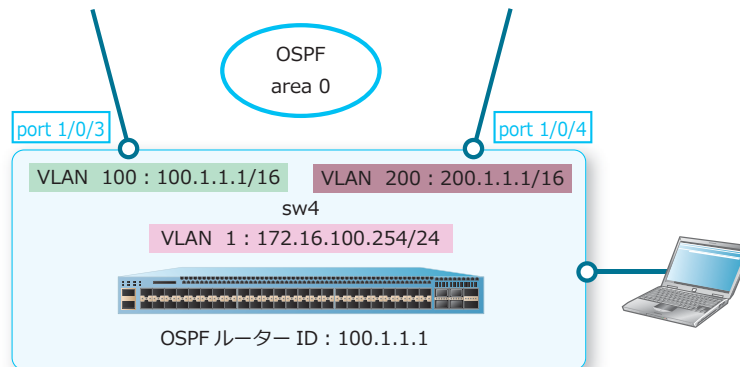 OSPF
area 0
port 1/0/3
port 1/0/4
VLAN 100 : 100.1.1.1/16
VLAN 200 : 200.1.1.1/16
sw4
VLAN 1 : 172.16.100.254/24
OSPF ルーター ID : 100.1.1.1